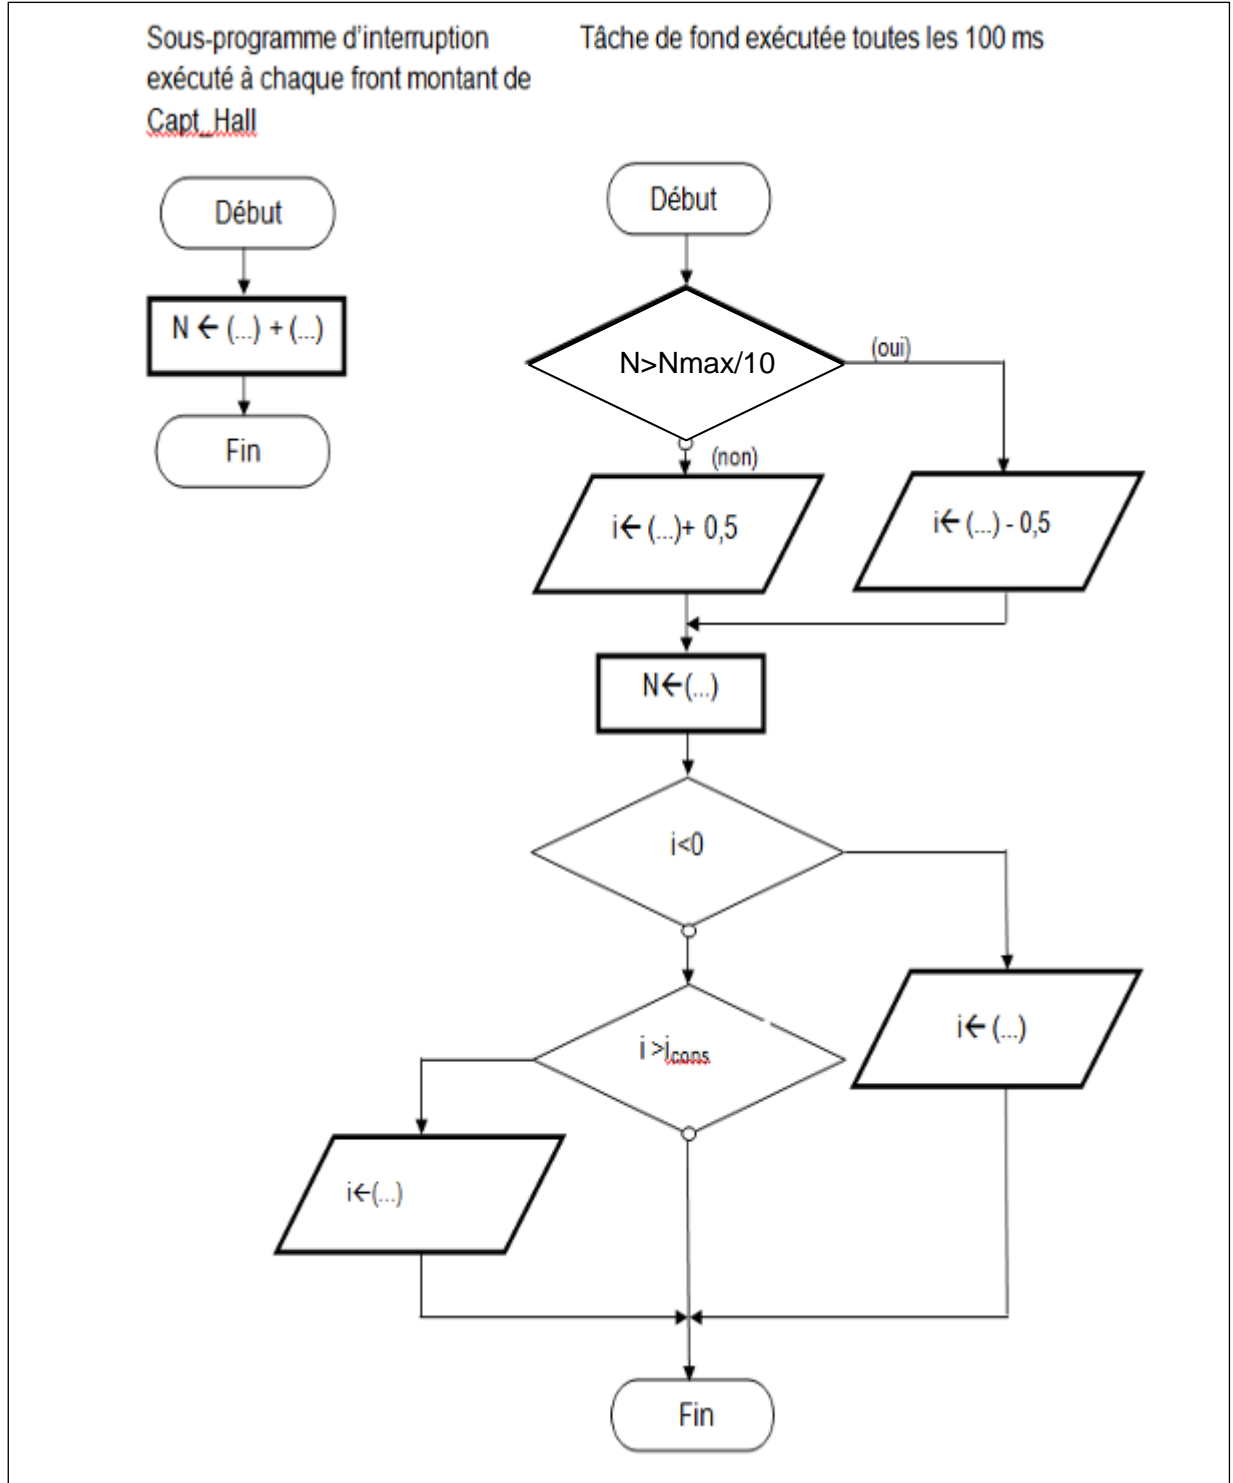 Sous-programme d'interruption
exécuté à chaque front montant de
Capt_Hall
Tâche de fond exécutée toutes les 100 ms
Début
N ← (...) + (...)
Fin
Début
N>Nmax/10
(oui)
(non)
i← (...)+ 0,5
i← (...) - 0,5
N←(...)
i<0
i← (...)
i >icons
i←(...)
Fin